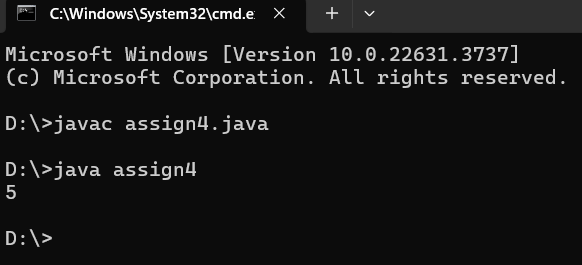 C:\Windows\System32\cmd.e
Microsoft Windows [Version 10.0.22631.3737]
(c) Microsoft Corporation. All rights reserved.
D:\>javac assign4.java
D:\>java assign4
5
D:\>